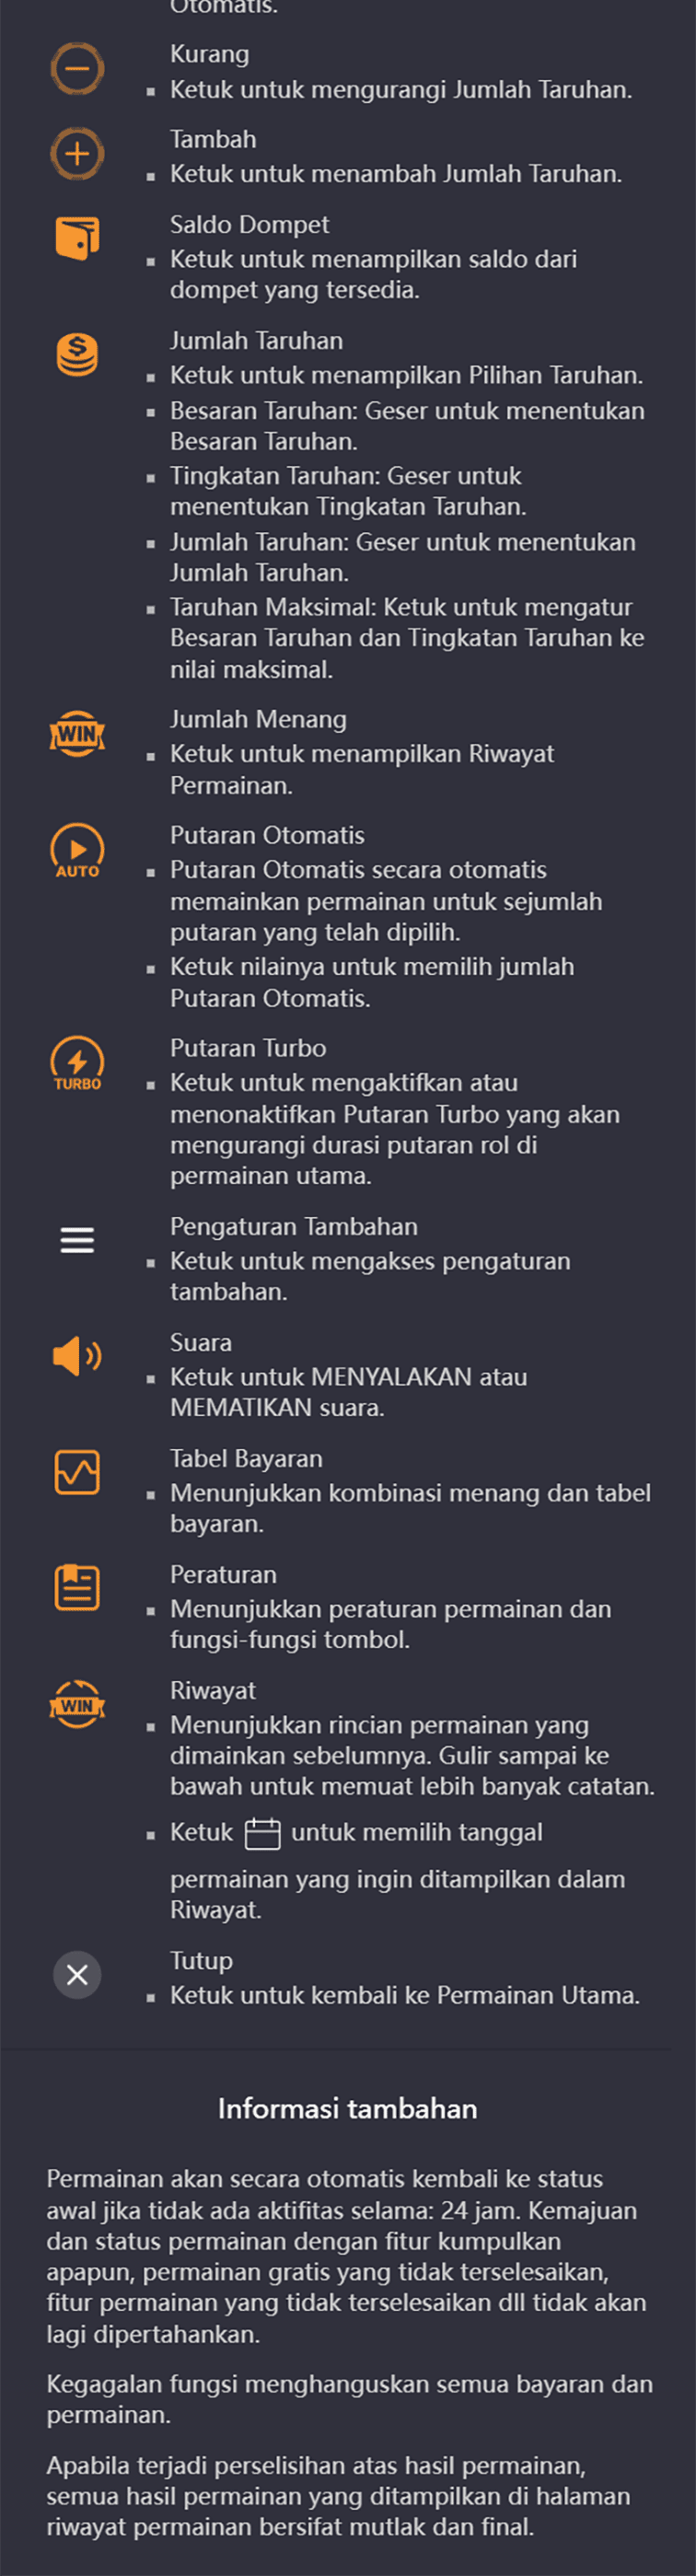 Otomatis.
Kurang
Ketuk untuk mengurangi Jumlah Taruhan.
Tambah
Ketuk untuk menambah Jumlah Taruhan.
Saldo Dompet
Ketuk untuk menampilkan saldo dari
dompet yang tersedia.
Jumlah Taruhan
Ketuk untuk menampilkan Pilihan Taruhan.
Besaran Taruhan: Geser untuk menentukan
Besaran Taruhan.
Tingkatan Taruhan: Geser untuk
menentukan Tingkatan Taruhan.
Jumlah Taruhan: Geser untuk menentukan
Jumlah Taruhan.
Taruhan Maksimal: Ketuk untuk mengatur
Besaran Taruhan dan Tingkatan Taruhan ke
nilai maksimal.
WIN
Jumlah Menang
Ketuk untuk menampilkan Riwayat
Permainan.
AUTO
Putaran Otomatis
Putaran Otomatis secara otomatis
memainkan permainan untuk sejumlah
putaran yang telah dipilih.
Ketuk nilainya untuk memilih jumlah
Putaran Otomatis.
TURBO
Putaran Turbo
Ketuk untuk mengaktifkan atau
menonaktifkan Putaran Turbo yang akan
mengurangi durasi putaran rol di
permainan utama.
Pengaturan Tambahan
Ketuk untuk mengakses pengaturan
tambahan.
Suara
Ketuk untuk MENYALAKAN atau
MEMATIKAN suara.
Tabel Bayaran
Menunjukkan kombinasi menang dan tabel
bayaran.
Peraturan
Menunjukkan peraturan permainan dan
fungsi-fungsi tombol.
WIN
Riwayat
Menunjukkan rincian permainan yang
dimainkan sebelumnya. Gulir sampai ke
bawah untuk memuat lebih banyak catatan.
Ketuk untuk memilih tanggal
permainan yang ingin ditampilkan dalam
Riwayat.
Tutup
Ketuk untuk kembali ke Permainan Utama.
Informasi tambahan
Permainan akan secara otomatis kembali ke status
awal jika tidak ada aktifitas selama: 24 jam. Kemajuan
dan status permainan dengan fitur kumpulkan
apapun, permainan gratis yang tidak terselesaikan,
fitur permainan yang tidak terselesaikan dll tidak akan
lagi dipertahankan.
Kegagalan fungsi menghanguskan semua bayaran dan
permainan.
Apabila terjadi perselisihan atas hasil permainan,
semua hasil permainan yang ditampilkan di halaman
riwayat permainan bersifat mutlak dan final.